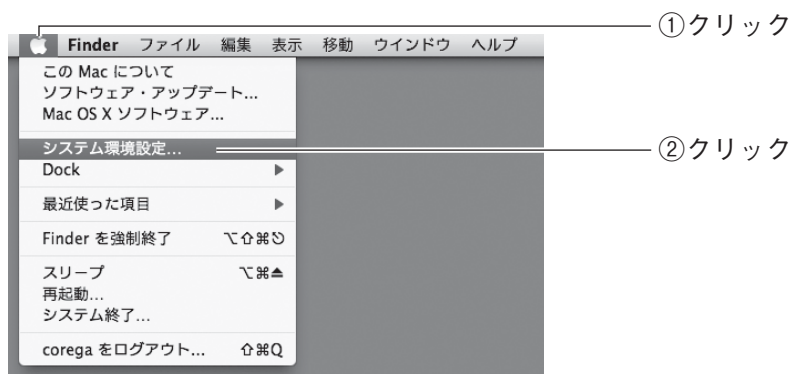 ①クリック
Finder ファイル 編集 表示 移動 ウインドウ ヘルプ
この Mac について
ソフトウェア・アップデート...
Mac OS X ソフトウェア...
システム環境設定...
②クリック
Dock ▶
最近使った項目 ▶
Finder を強制終了 ⌥⇧⌘⎋
スリープ ⌥⌘⏏
再起動...
システム終了...
corega をログアウト... ⇧⌘Q